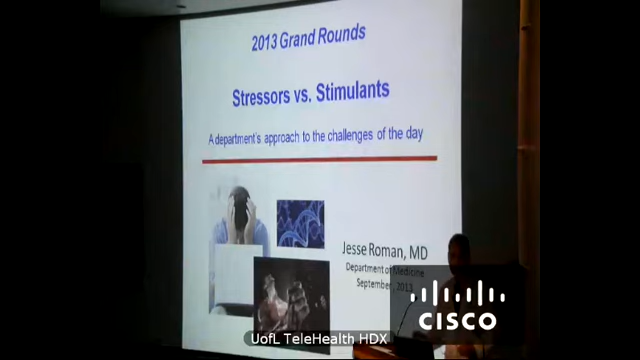 2013 Grand Rounds
Stressors vs. Stimulants
A department's approach to the challenges of the day
Jesse Roman, MD
Department of Medicine
September, 2013
CISCO
UofL TeleHealth HDX